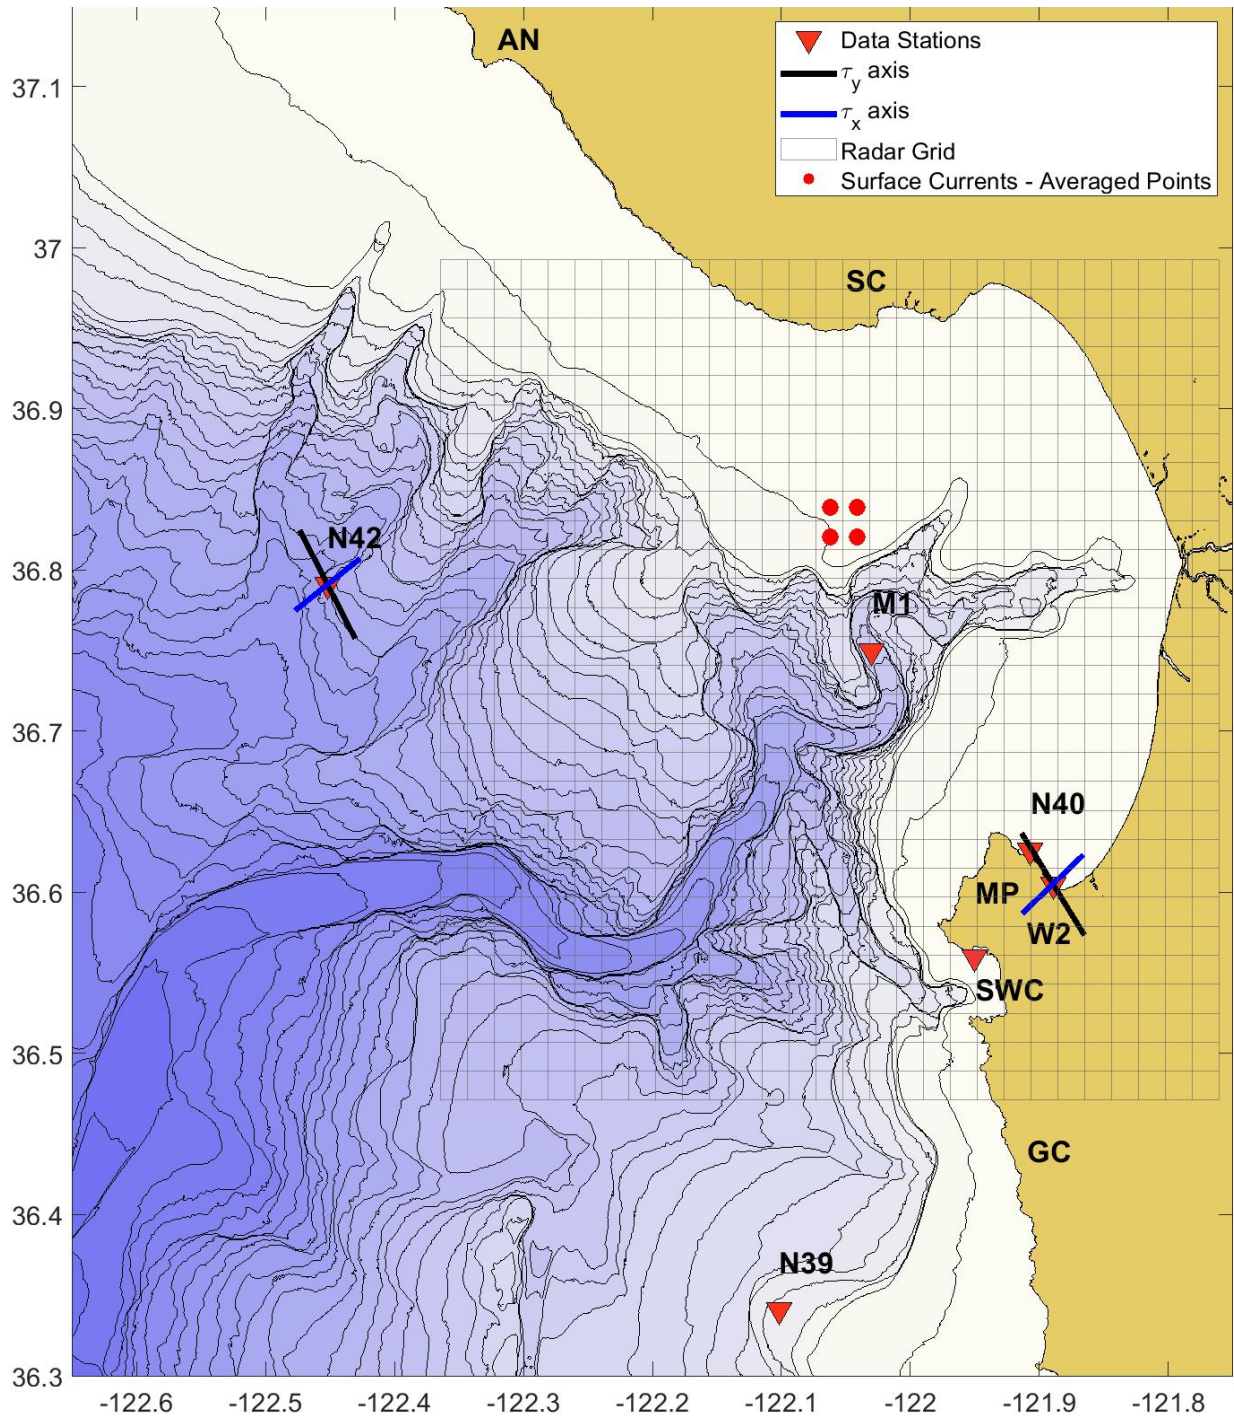 AN
Data Stations
τy axis
τx axis
Radar Grid
Surface Currents - Averaged Points
37.1
37
SC
36.9
N42
36.8
M1
36.7
N40
MP
36.6
W2
SWC
36.5
GC
36.4
N39
36.3
-122.6 -122.5 -122.4 -122.3 -122.2 -122.1 -122 -121.9 -121.8